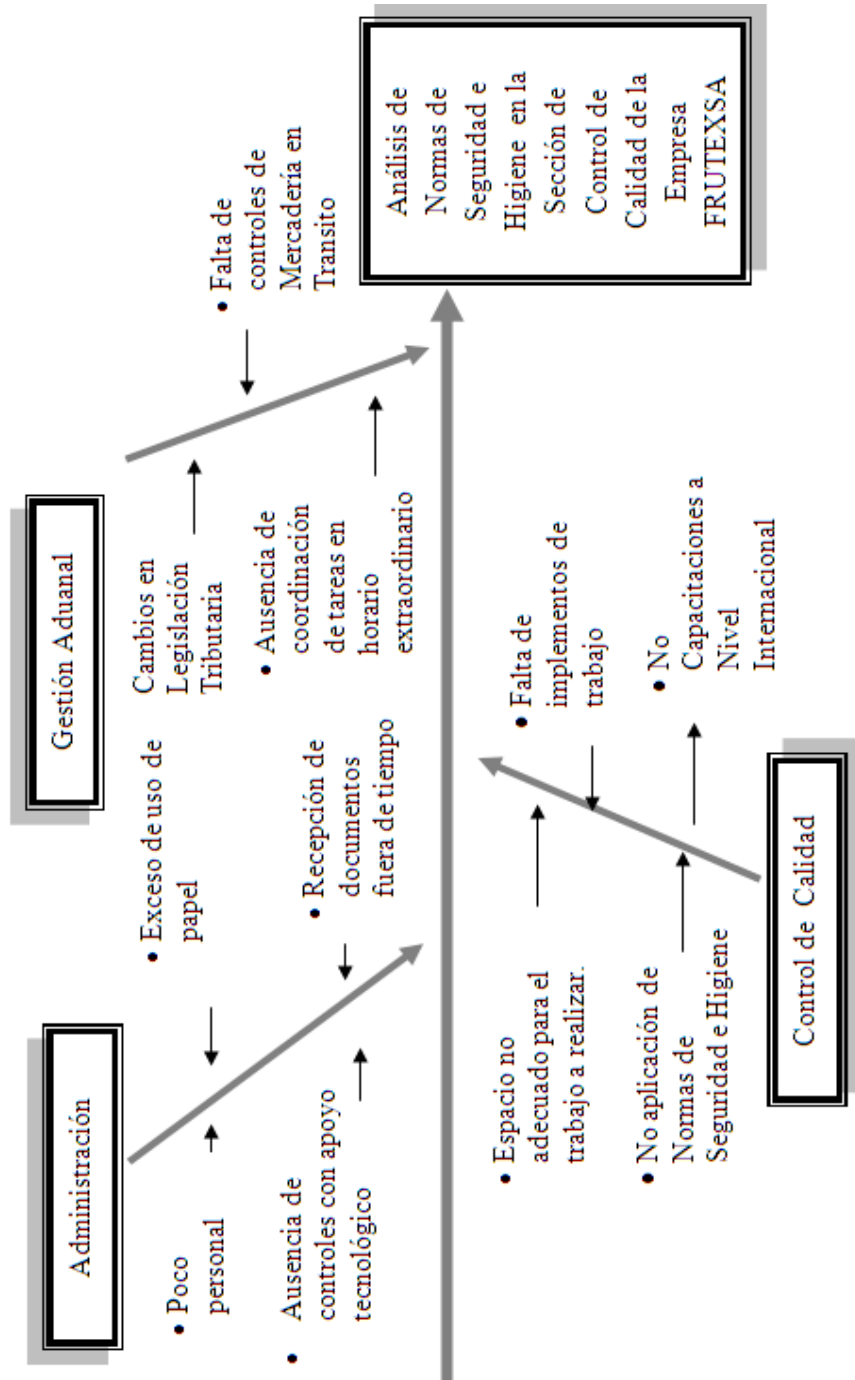 Administración
Gestión Aduanal
• Poco
personal
• Exceso de uso de
papel
• Ausencia de
controles con apoyo
tecnológico
• Recepción de
documentos
fuera de tiempo
Cambios en
Legislación
Tributaria
• Falta de
controles de
Mercadería en
Transito
• Ausencia de
coordinación
de tareas en
horario
extraordinario
Análisis de
Normas de
Seguridad e
Higiene en la
Sección de
Control de
Calidad de la
Empresa
FRUTEXSA
• Espacio no
adecuado para el
trabajo a realizar.
• Falta de
implementos de
trabajo
• No aplicación de
Normas de
Seguridad e Higiene
• No
Capacitaciones a
Nivel
Internacional
Control de Calidad